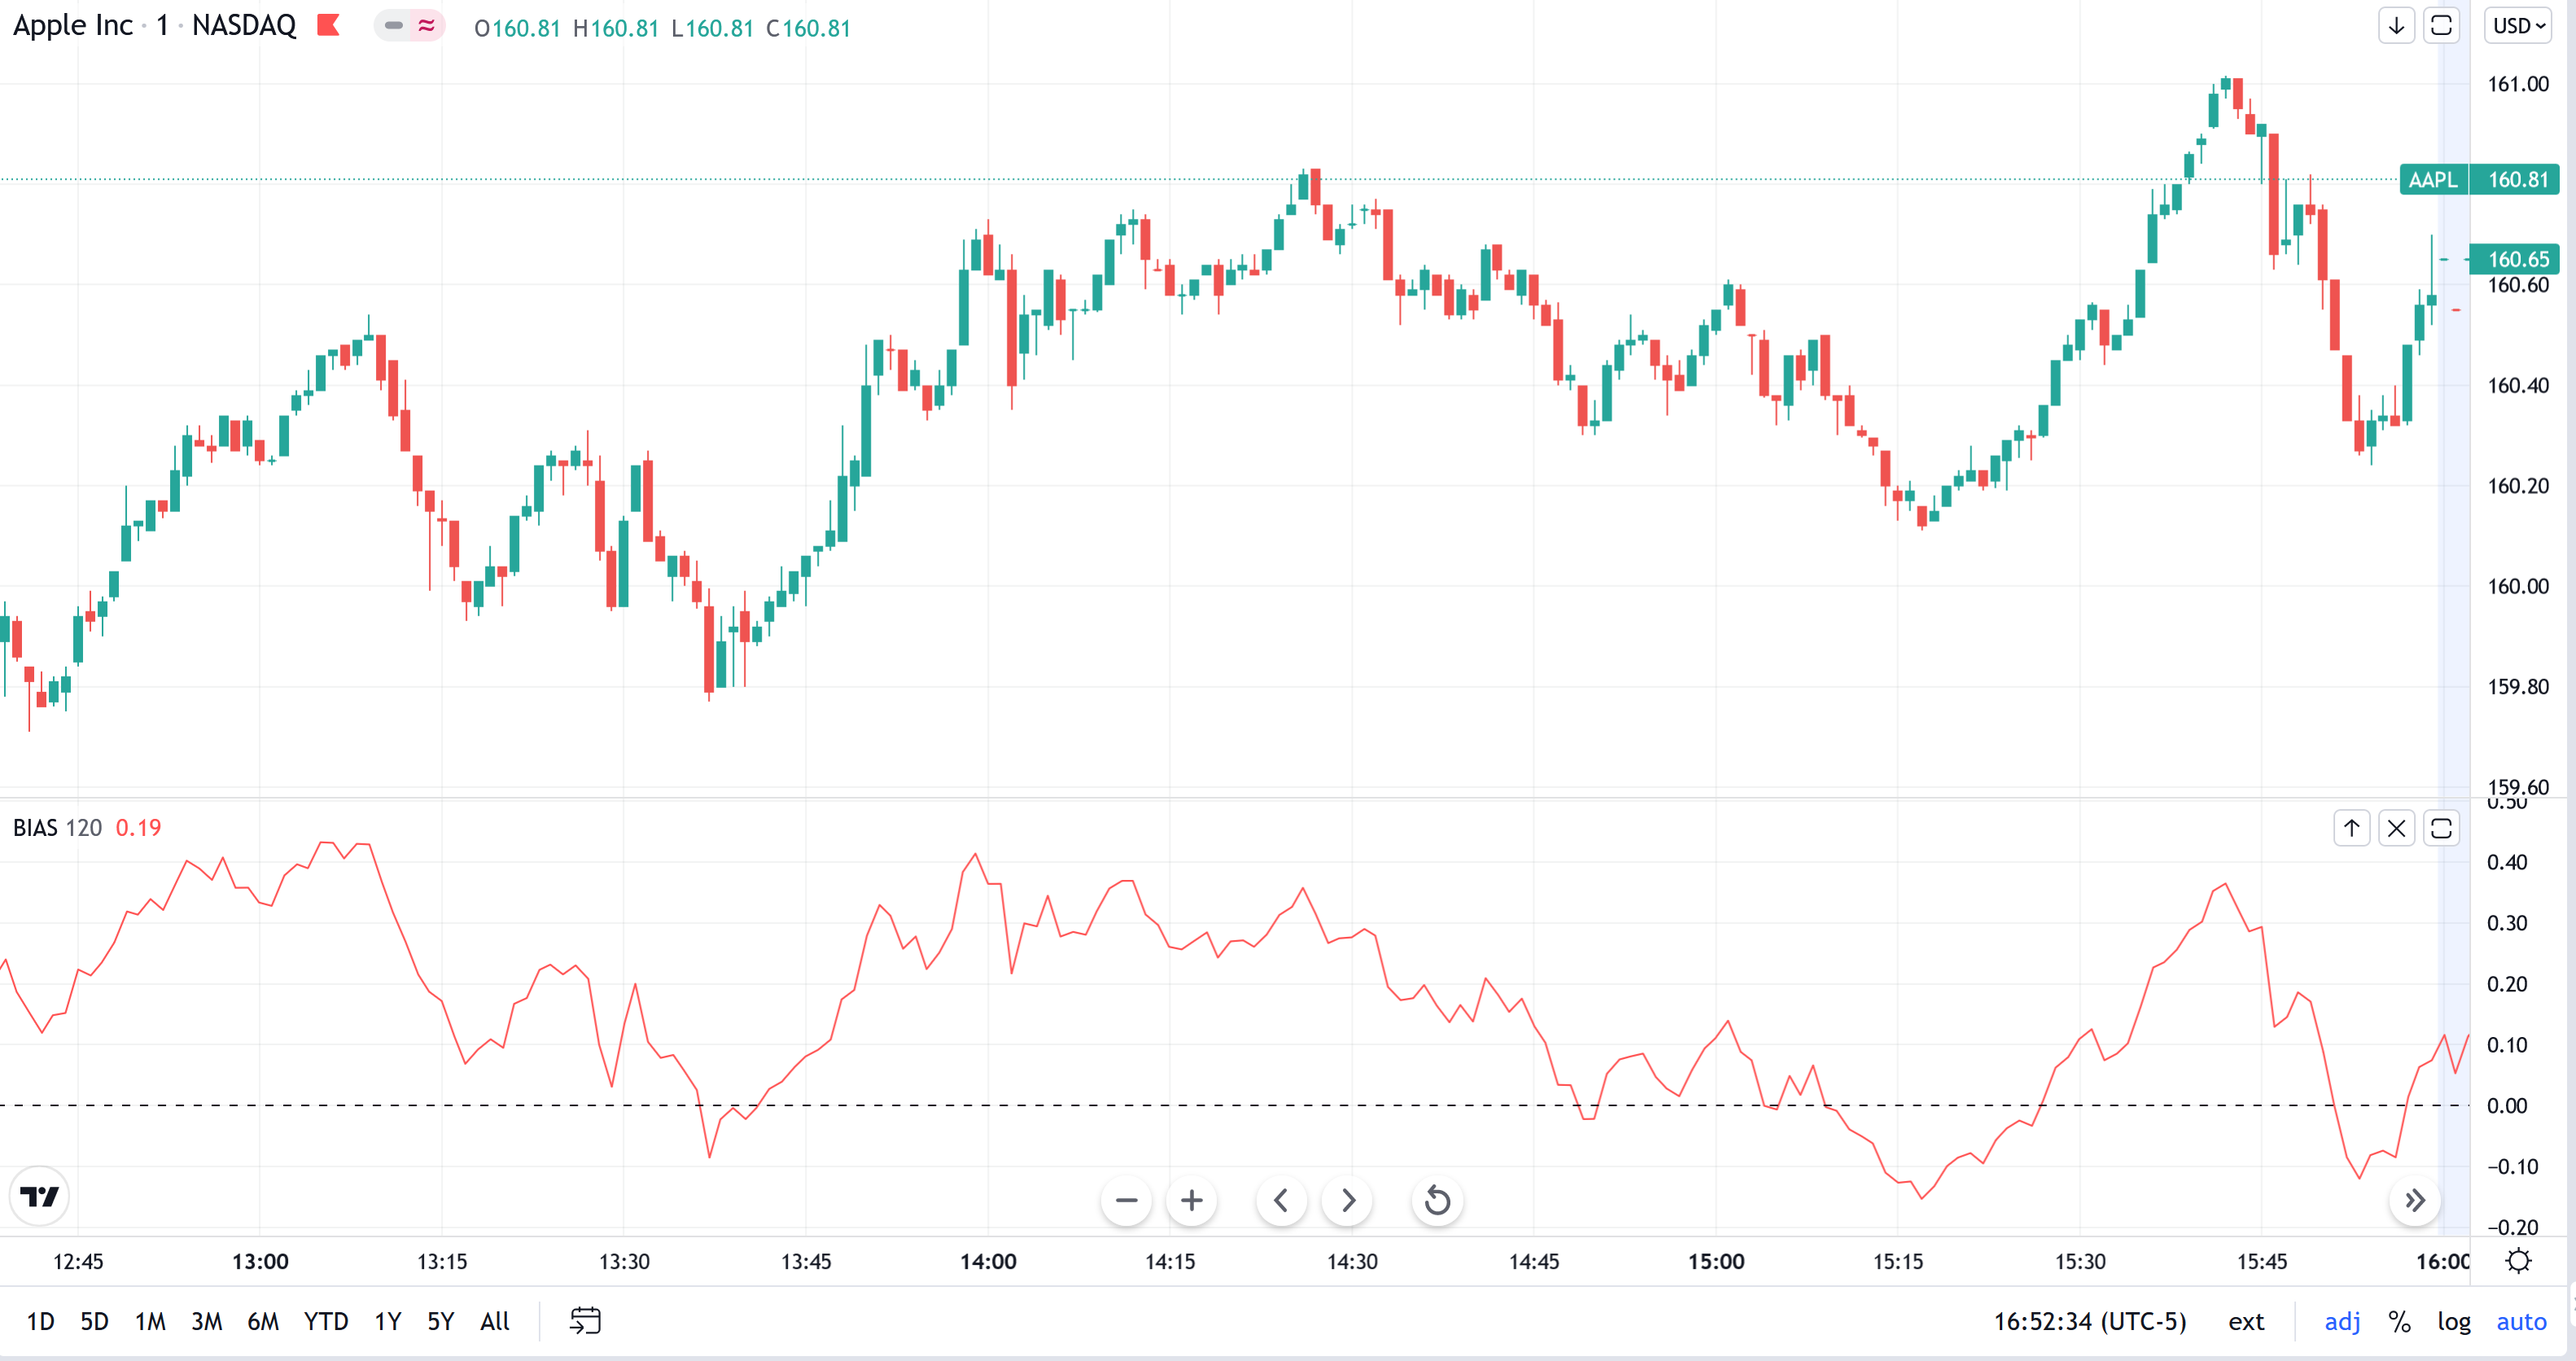 Apple Inc · 1 · NASDAQ O160.81 H160.81 L160.81 C160.81
USD
161.00
AAPL 160.81
160.65
160.60
160.40
160.20
160.00
159.80
159.60
0.50
BIAS 120 0.19
0.40
0.30
0.20
0.10
0.00
−0.10
−0.20
12:45 13:00 13:15 13:30 13:45 14:00 14:15 14:30 14:45 15:00 15:15 15:30 15:45 16:00
1D 5D 1M 3M 6M YTD 1Y 5Y All 16:52:34 (UTC-5) ext adj % log auto